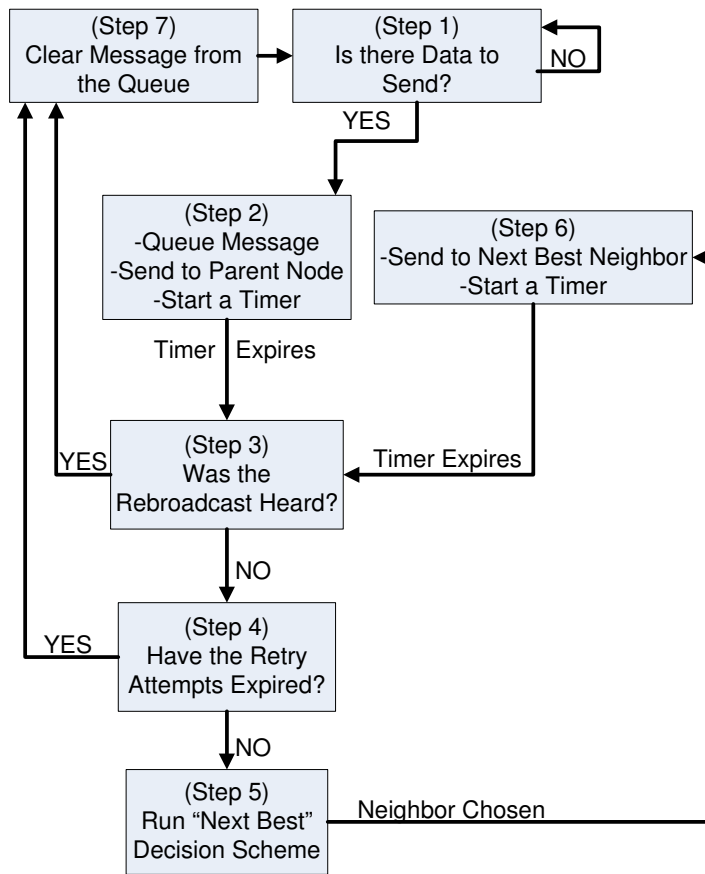 (Step 7)
Clear Message from
the Queue
(Step 1)
Is there Data to
Send?
NO
YES
(Step 2)
-Queue Message
-Send to Parent Node
-Start a Timer
(Step 6)
-Send to Next Best Neighbor
-Start a Timer
Timer Expires
(Step 3)
Was the
Rebroadcast Heard?
YES
Timer Expires
NO
(Step 4)
Have the Retry
Attempts Expired?
YES
NO
(Step 5)
Run “Next Best”
Decision Scheme
Neighbor Chosen